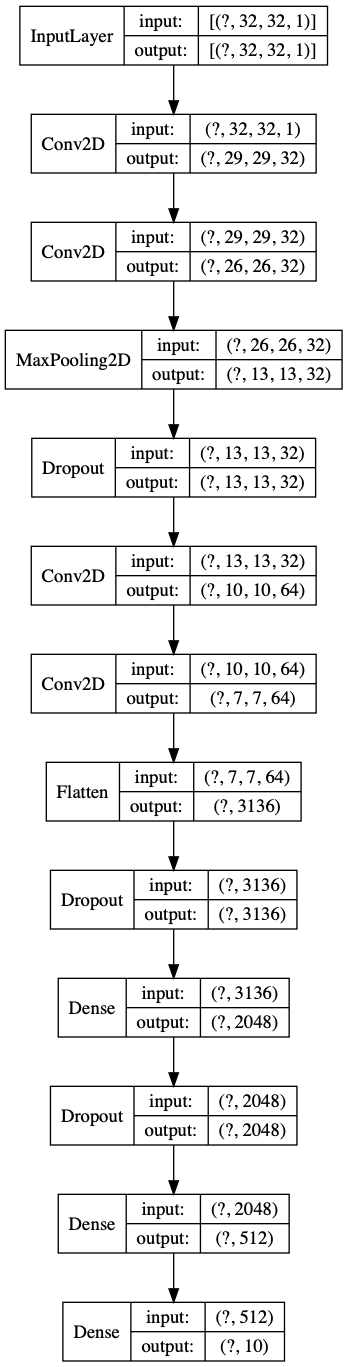 InputLayer
input: [(?, 32, 32, 1)]
output: [(?, 32, 32, 1)]
Conv2D
input: (?, 32, 32, 1)
output: (?, 29, 29, 32)
Conv2D
input: (?, 29, 29, 32)
output: (?, 26, 26, 32)
MaxPooling2D
input: (?, 26, 26, 32)
output: (?, 13, 13, 32)
Dropout
input: (?, 13, 13, 32)
output: (?, 13, 13, 32)
Conv2D
input: (?, 13, 13, 32)
output: (?, 10, 10, 64)
Conv2D
input: (?, 10, 10, 64)
output: (?, 7, 7, 64)
Flatten
input: (?, 7, 7, 64)
output: (?, 3136)
Dropout
input: (?, 3136)
output: (?, 3136)
Dense
input: (?, 3136)
output: (?, 2048)
Dropout
input: (?, 2048)
output: (?, 2048)
Dense
input: (?, 2048)
output: (?, 512)
Dense
input: (?, 512)
output: (?, 10)